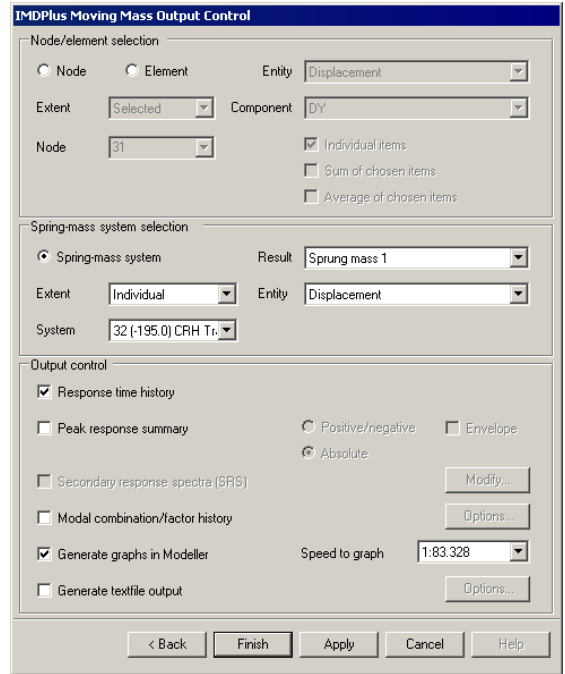 IMDPlus Moving Mass Output Control
Node/element selection
Node Element Entity Displacement
Extent Selected Component DY
Node 31 Individual items
Sum of chosen items
Average of chosen items
Spring-mass system selection
Spring-mass system Result Sprung mass 1
Extent Individual Entity Displacement
System 32 (-195.0) CRH Tr.
Output control
Response time history
Peak response summary Positive/negative Envelope
Absolute
Secondary response spectra (SRS) Modify...
Modal combination/factor history Options...
Generate graphs in Modeller Speed to graph 1:83.328
Generate textfile output Options...
< Back Finish Apply Cancel Help